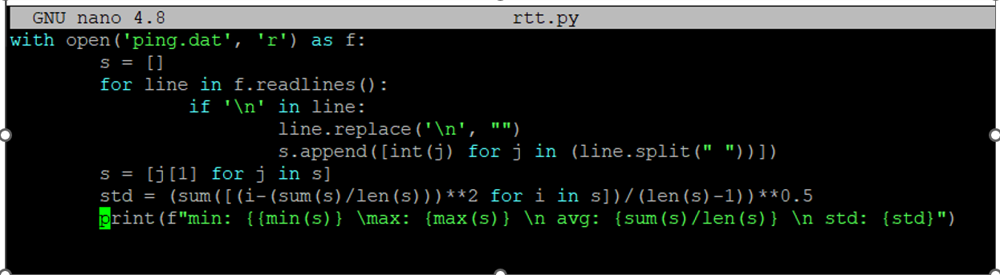 GNU nano 4.8 rtt.py
with open('ping.dat', 'r') as f:
        s = []
        for line in f.readlines():
                if '\n' in line:
                        line.replace('\n', "")
                        s.append([int(j) for j in (line.split(" "))])
        s = [j[1] for j in s]
        std = (sum([(i-(sum(s)/len(s)))**2 for i in s])/(len(s)-1))**0.5
        print(f"min: {{min(s)} \max: {max(s)} \n avg: {sum(s)/len(s)} \n std: {std}")